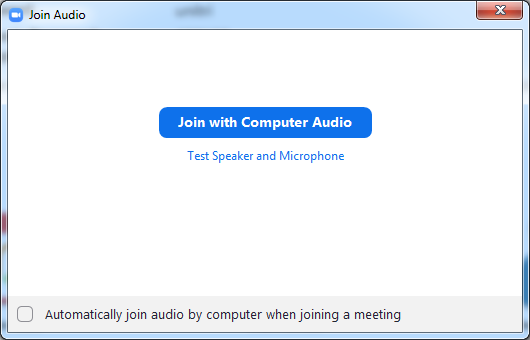 Join Audio
Join with Computer Audio
Test Speaker and Microphone
Automatically join audio by computer when joining a meeting